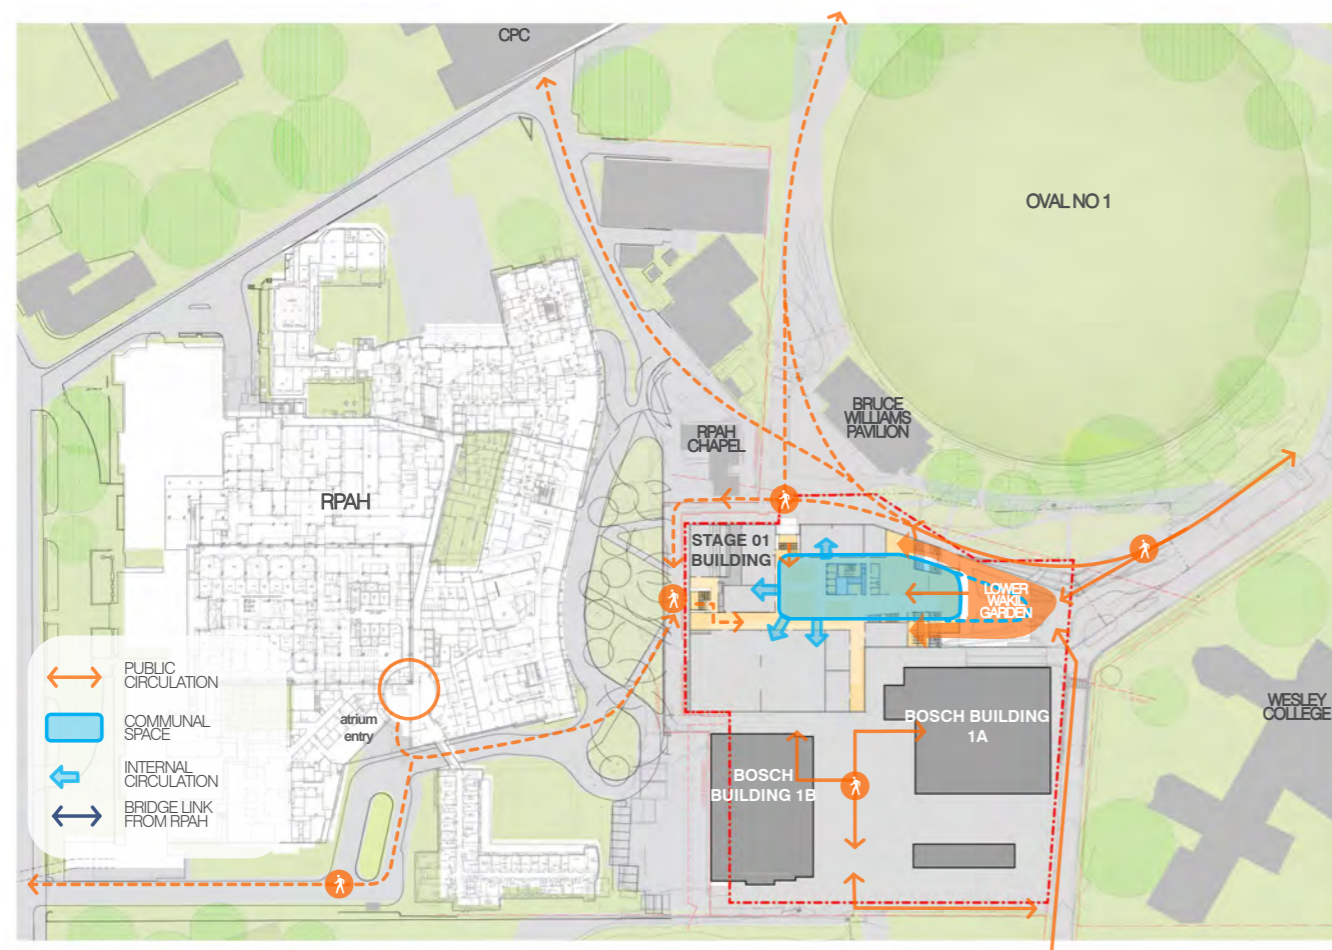 CPC
OVAL NO 1
BRUCE
WILLIAMS
PAVILION
RPAH
CHAPEL
RPAH
STAGE 01
BUILDING
LOWER
WAKIL
GARDEN
PUBLIC
CIRCULATION
COMMUNAL
SPACE
INTERNAL
CIRCULATION
BRIDGE LINK
FROM RPAH
atrium
entry
BOSCH BUILDING
1A
BOSCH
BUILDING 1B
WESLEY
COLLEGE